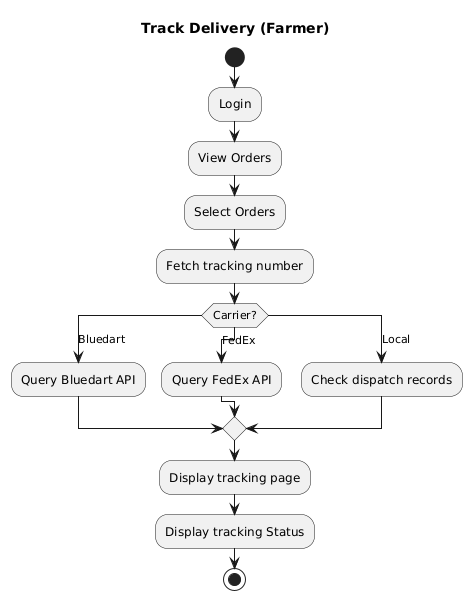 Track Delivery (Farmer)
Login
View Orders
Select Orders
Fetch tracking number
Carrier?
Bluedart
FedEx
Local
Query Bluedart API
Query FedEx API
Check dispatch records
Display tracking page
Display tracking Status